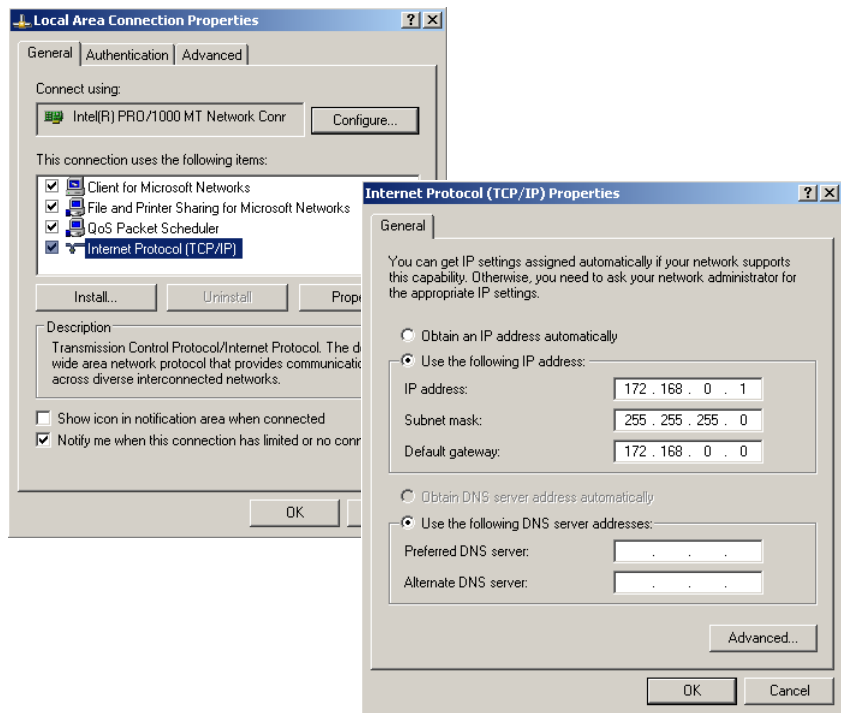 Local Area Connection Properties
General Authentication Advanced
Connect using:
Intel(R) PRO/1000 MT Network Conr
Configure...
This connection uses the following items:
Client for Microsoft Networks
File and Printer Sharing for Microsoft Networks
QoS Packet Scheduler
Internet Protocol (TCP/IP)
Install... Uninstall Prope
Description
Transmission Control Protocol/Internet Protocol. The d
wide area network protocol that provides communicatio
across diverse interconnected networks.
Show icon in notification area when connected
Notify me when this connection has limited or no conn
OK
Internet Protocol (TCP/IP) Properties
General
You can get IP settings assigned automatically if your network supports
this capability. Otherwise, you need to ask your network administrator for
the appropriate IP settings.
Obtain an IP address automatically
Use the following IP address:
IP address: 172 . 168 . 0 . 1
Subnet mask: 255 . 255 . 255 . 0
Default gateway: 172 . 168 . 0 . 0
Obtain DNS server address automatically
Use the following DNS server addresses:
Preferred DNS server: . . .
Alternate DNS server: . . .
Advanced...
OK Cancel